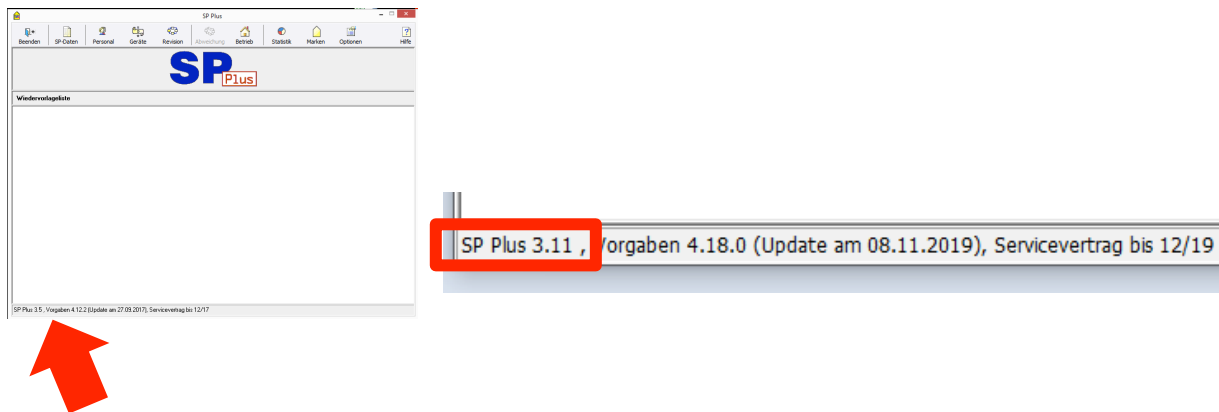 SP Plus
Beenden SP-Daten Personal Geräte Revision Abweichung Betrieb Statistik Marken Optionen Hilfe
SP Plus
Wiedervorlageliste
SP Plus 3.5 , Vorgaben 4.12.2 (Update am 27.09.2017), Servicevertrag bis 12/17
SP Plus 3.11 , Vorgaben 4.18.0 (Update am 08.11.2019), Servicevertrag bis 12/19